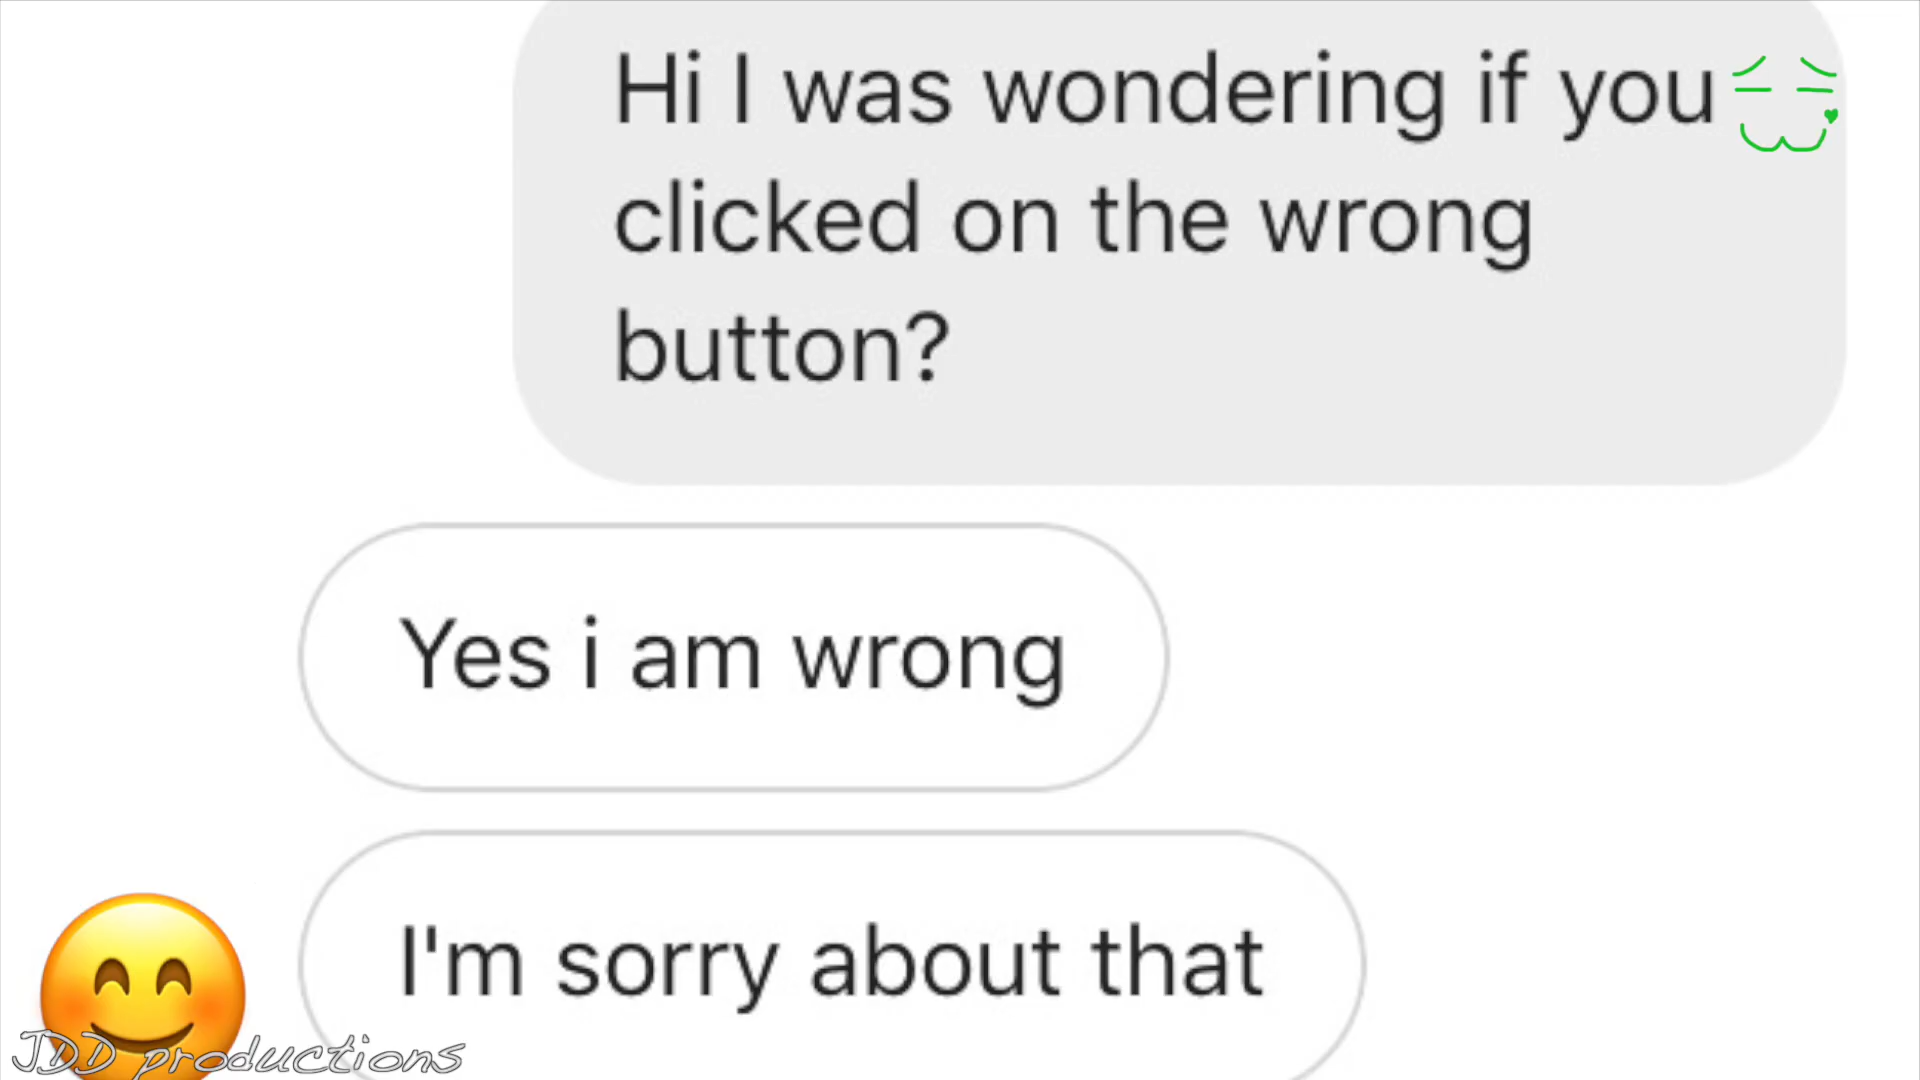 Hi I was wondering if you
clicked on the wrong
button?
Yes i am wrong
I'm sorry about that
JDD productions